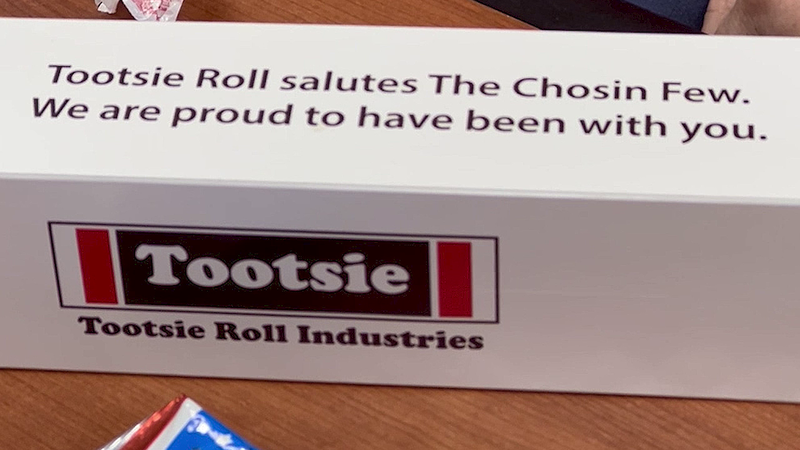 Tootsie Roll salutes The Chosin Few.
We are proud to have been with you.
Tootsie
Tootsie Roll Industries